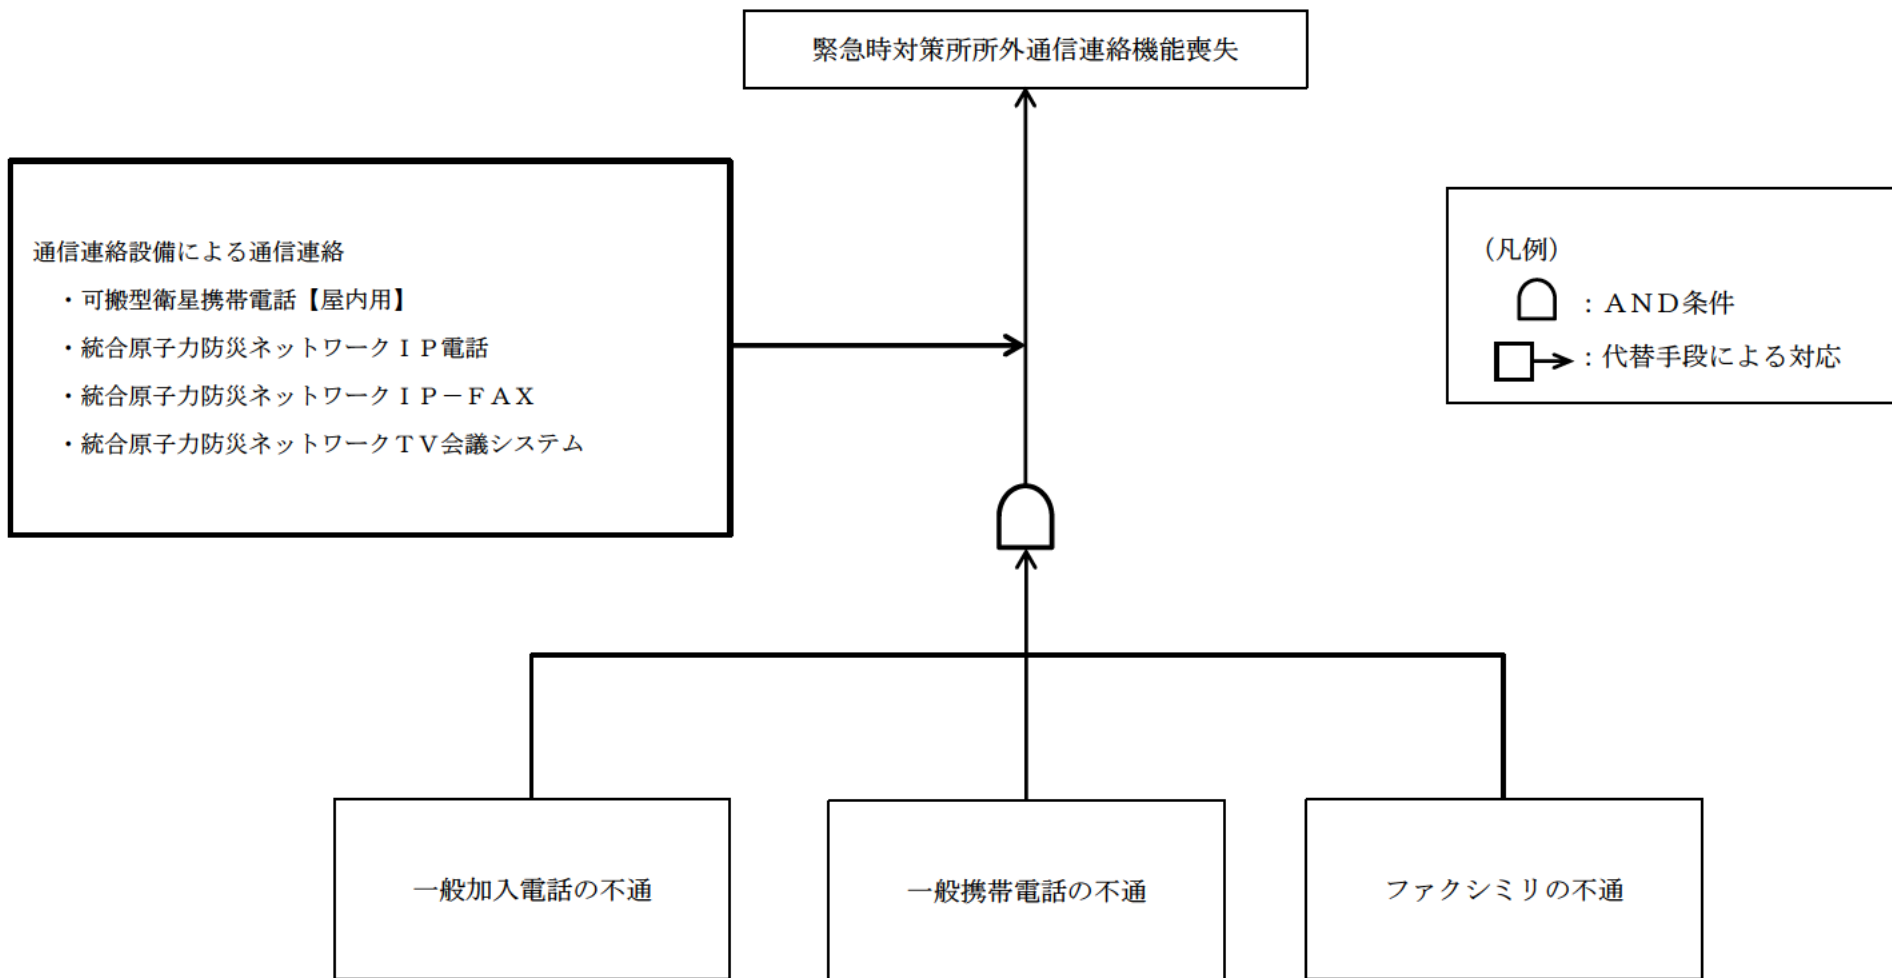 緊急時対策所所外通信連絡機能喪失
通信連絡設備による通信連絡
・可搬型衛星携帯電話【屋内用】
・統合原子力防災ネットワークＩＰ電話
・統合原子力防災ネットワークＩＰ－ＦＡＸ
・統合原子力防災ネットワークＴＶ会議システム
（凡例）
：ＡＮＤ条件
：代替手段による対応
一般加入電話の不通
一般携帯電話の不通
ファクシミリの不通